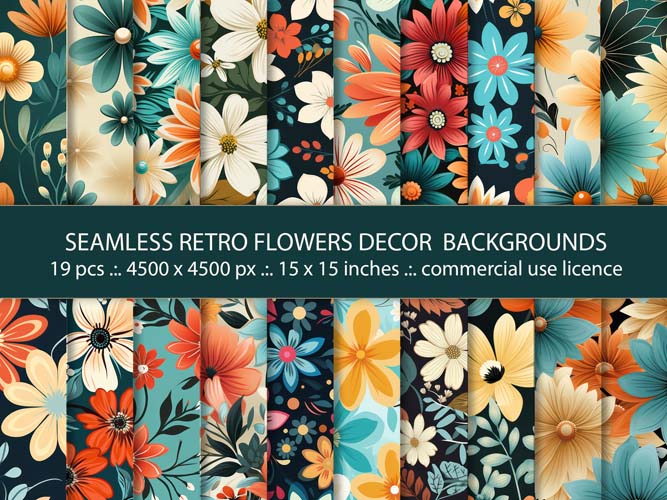 SEAMLESS RETRO FLOWERS DECOR BACKGROUNDS
19 pcs .:. 4500 x 4500 px .:. 15 x 15 inches .:. commercial use licence